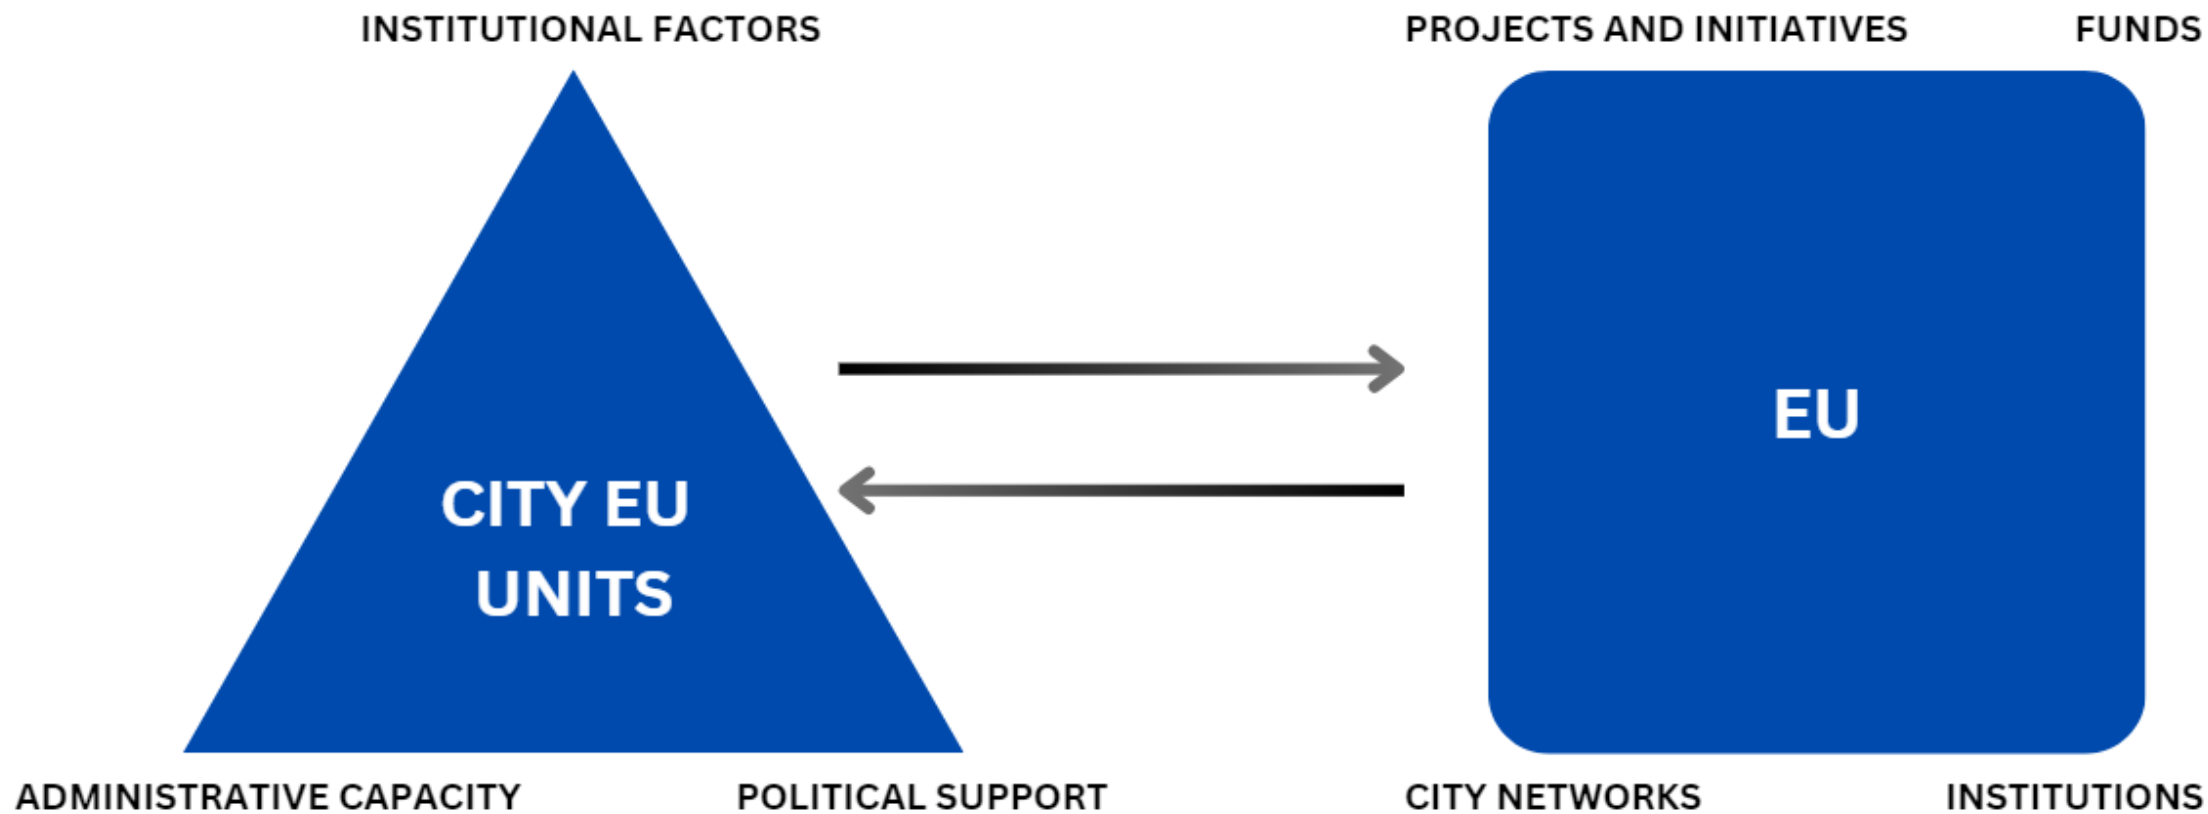 INSTITUTIONAL FACTORS
PROJECTS AND INITIATIVES
FUNDS
CITY EU
UNITS
EU
ADMINISTRATIVE CAPACITY
POLITICAL SUPPORT
CITY NETWORKS
INSTITUTIONS